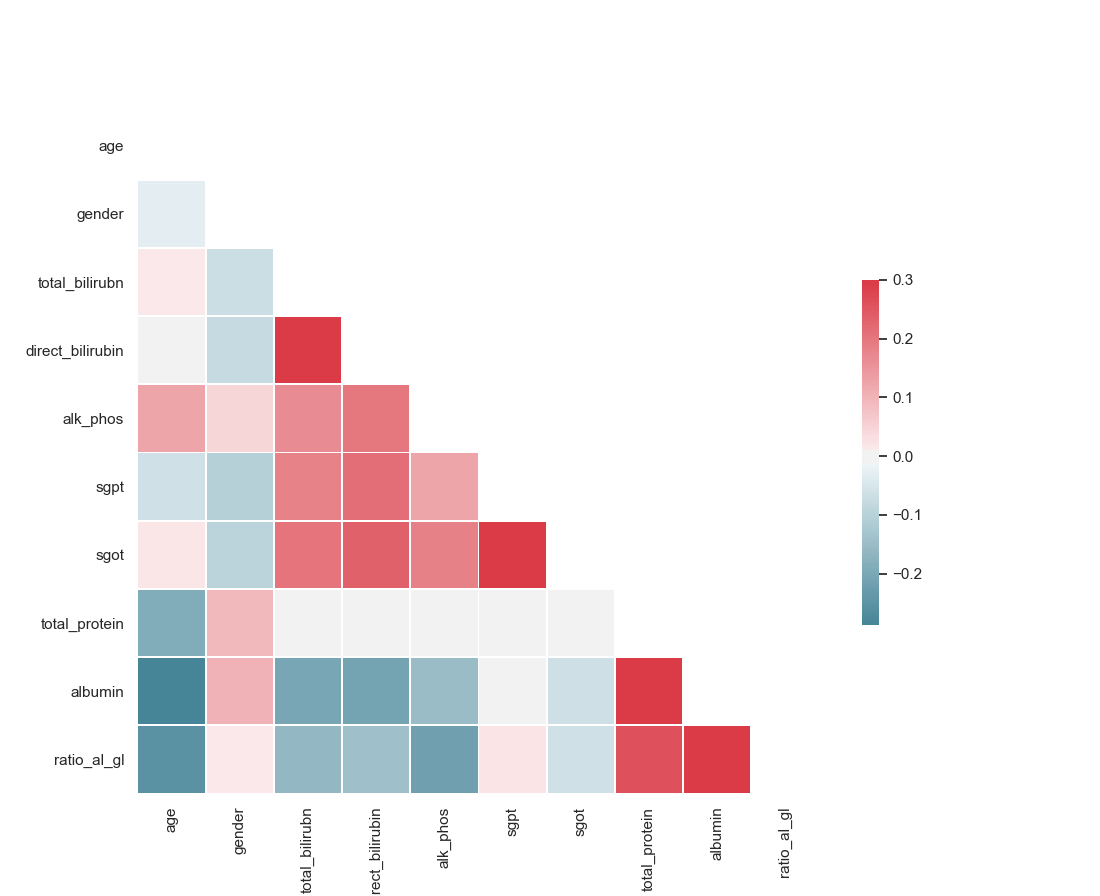 age
gender
total_bilirubn
direct_bilirubin
alk_phos
sgpt
sgot
total_protein
albumin
ratio_al_gl
0.3
0.2
0.1
0.0
−0.1
−0.2
age
gender
total_bilirubn
rect_bilirubin
alk_phos
sgpt
sgot
total_protein
albumin
ratio_al_gl